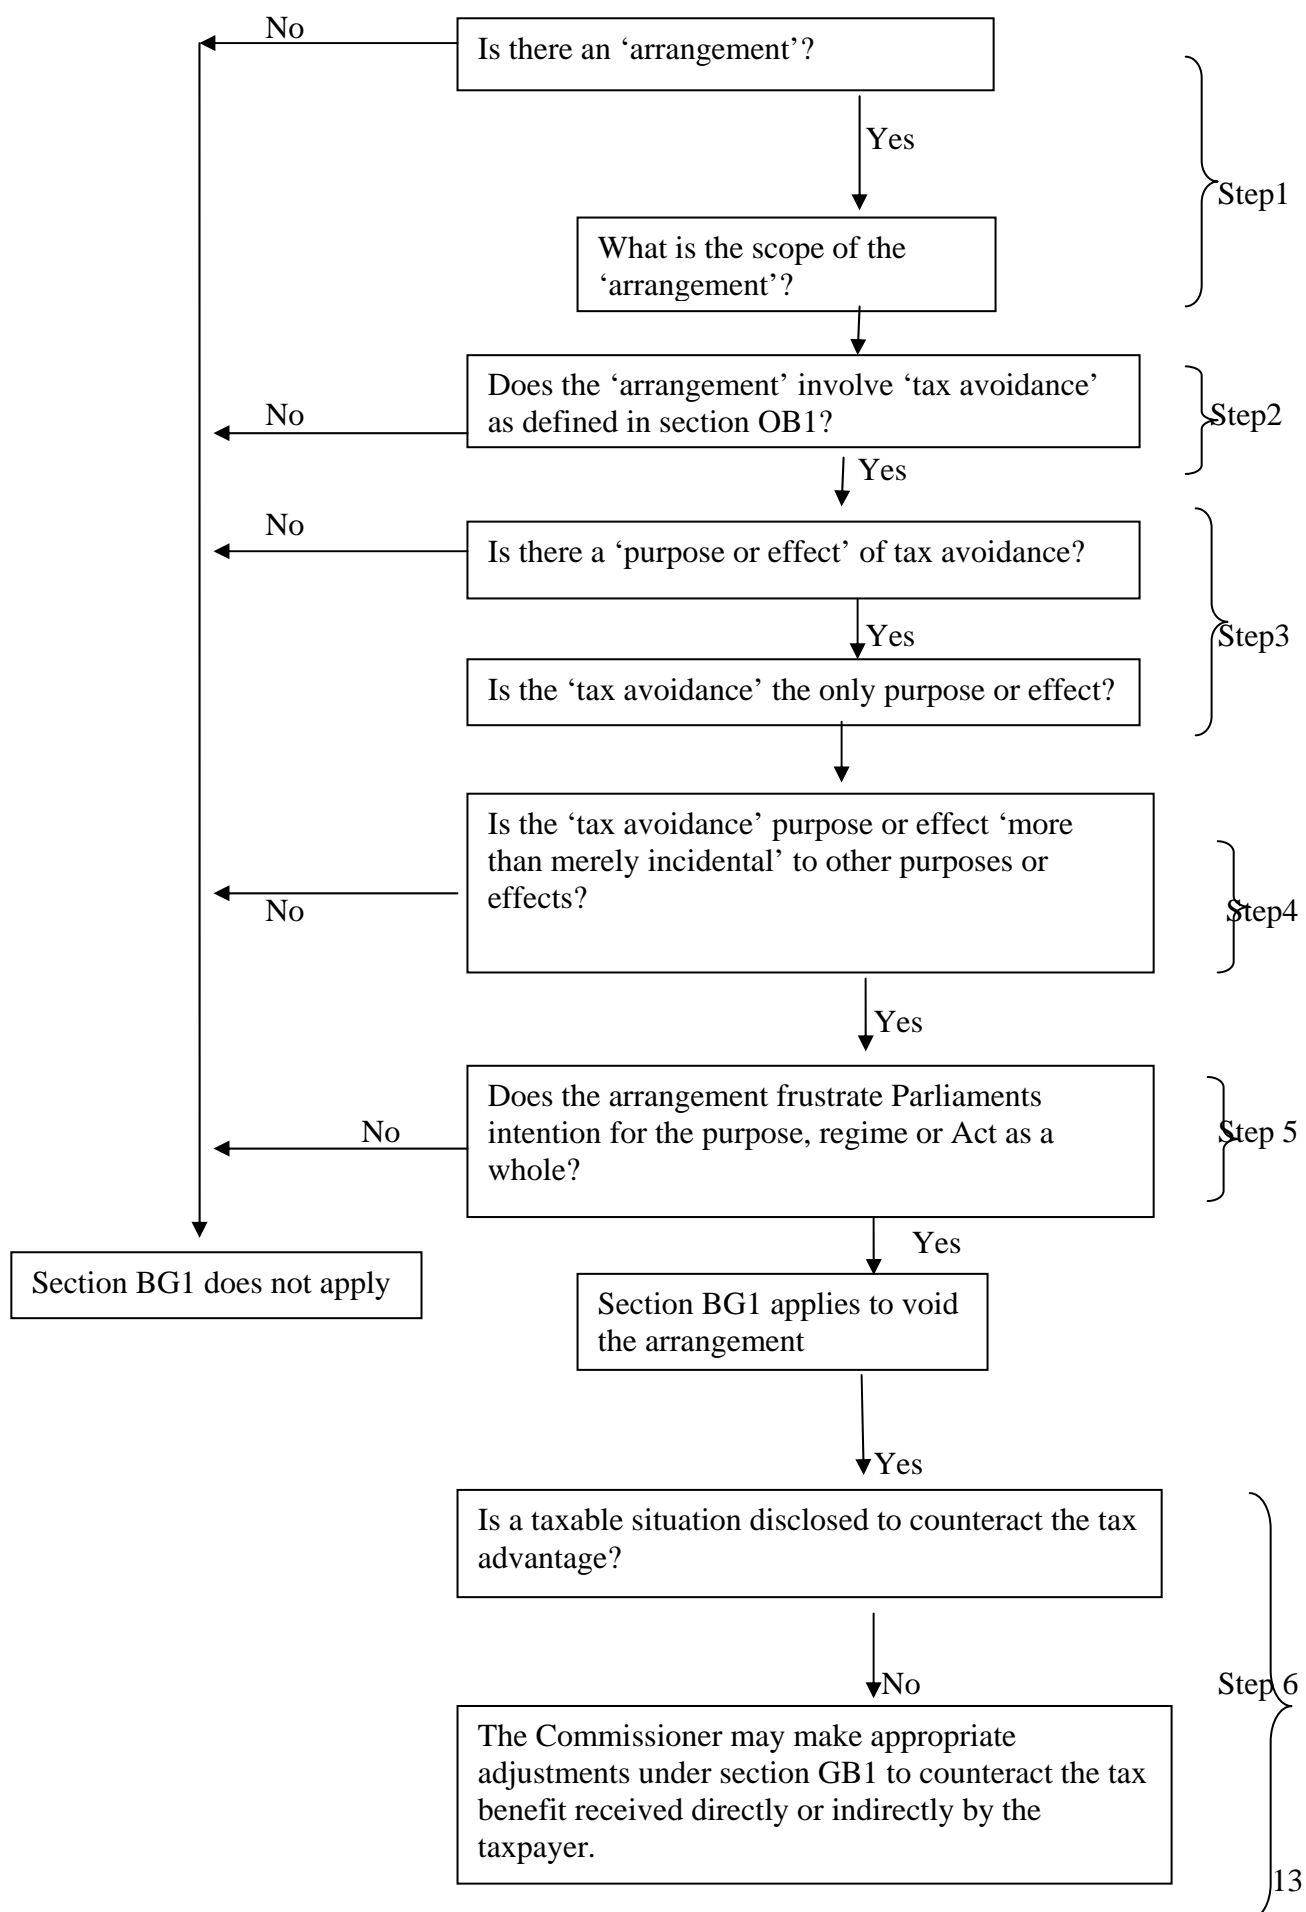 No
Is there an ‘arrangement’?
Yes
Step1
What is the scope of the
‘arrangement’?
Does the ‘arrangement’ involve ‘tax avoidance’
as defined in section OB1?
No
Step2
Yes
No
Is there a ‘purpose or effect’ of tax avoidance?
Yes
Step3
Is the ‘tax avoidance’ the only purpose or effect?
Is the ‘tax avoidance’ purpose or effect ‘more
than merely incidental’ to other purposes or
effects?
No
Step4
Yes
Does the arrangement frustrate Parliaments
intention for the purpose, regime or Act as a
whole?
No
Step 5
Yes
Section BG1 does not apply
Section BG1 applies to void
the arrangement
Yes
Is a taxable situation disclosed to counteract the tax
advantage?
No
Step 6
The Commissioner may make appropriate
adjustments under section GB1 to counteract the tax
benefit received directly or indirectly by the
taxpayer.
13